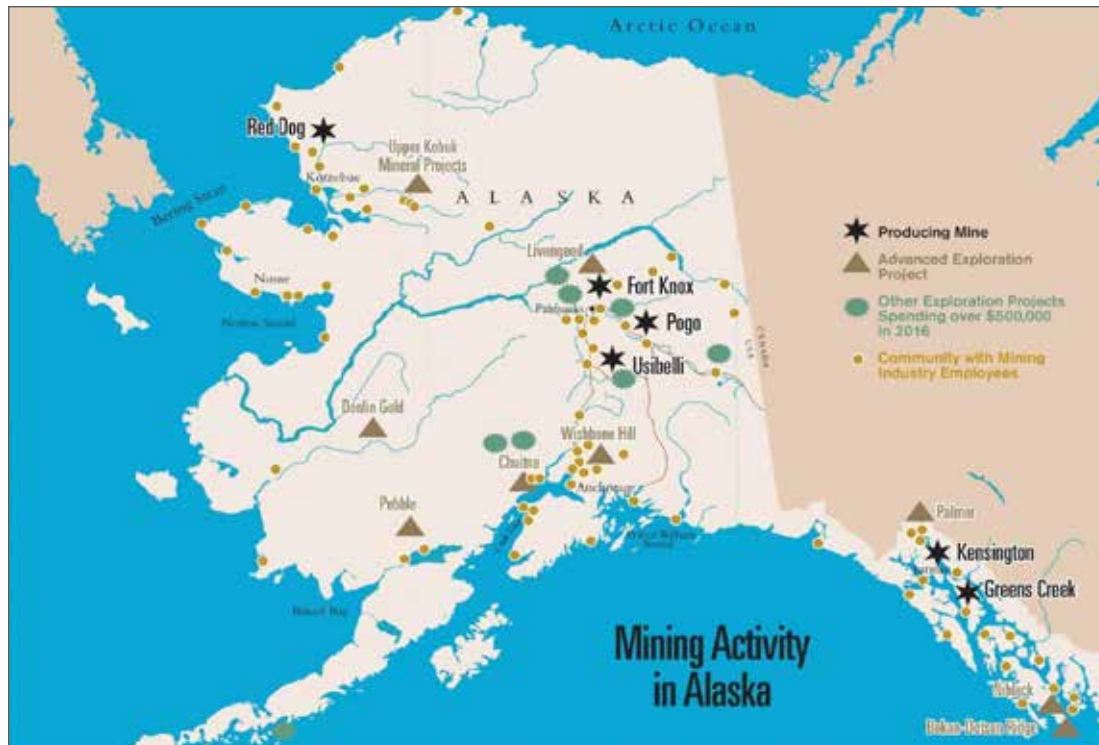 Arctic Ocean
Red Dog
Upper Kobuk
Mineral Projects
Kotzebue
Bering Strait
ALASKA
Livengood
Nome
Norton Sound
Fort Knox
Fairbanks
Pogo
Usibelli
CANADA
USA
Producing Mine
Advanced Exploration
Project
Other Exploration Projects
Spending over $500,000
in 2016
Community with Mining
Industry Employees
Donlin Gold
Wishbone Hill
Chuitna
Anchorage
Pebble
Cook Inlet
Prince William
Sound
Bristol Bay
Palmer
Kensington
Juneau
Greens Creek
Mining Activity
in Alaska
Niblack
Bokan-Dotson Ridge